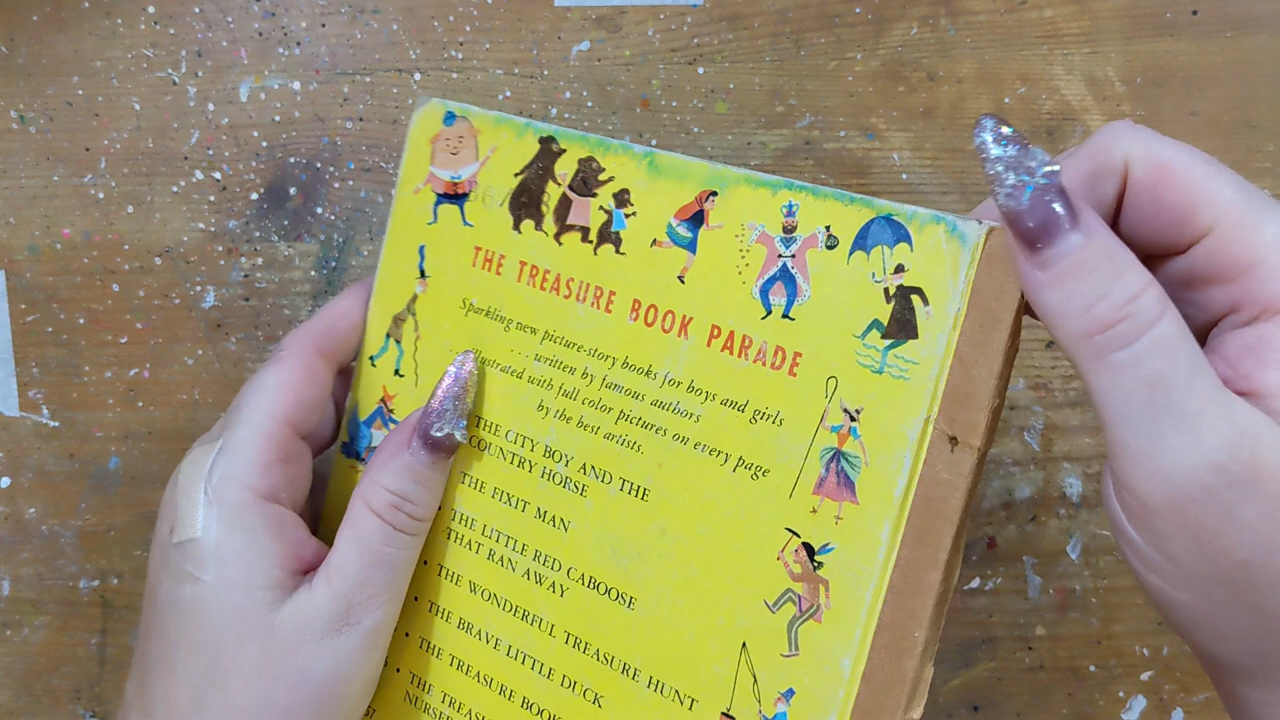 THE TREASURE BOOK PARADE
Sparkling new picture-story books for boys and girls
... written by famous authors
illustrated with full color pictures on every page
by the best artists.
THE CITY BOY AND THE
COUNTRY HORSE
THE FIXIT MAN
• THE LITTLE RED CABOOSE
THAT RAN AWAY
• THE WONDERFUL TREASURE HUNT
• THE BRAVE LITTLE DUCK
• THE TREASURE BOOK
• THE
57